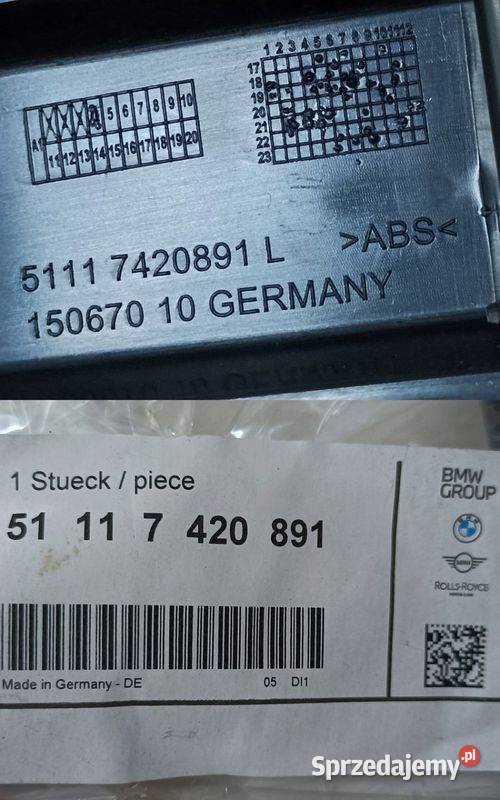 1 2 3 4 5 6 7 8 9 10 11 12
17
18
19
20
21
22
23
5 6 7 8 9 10
11 12 13 14 15 16 17 18 19 20
5111 7420891 L >ABS<
150670 10 GERMANY
1 Stueck / piece
51 11 7 420 891
Made in Germany - DE 05 DI1
BMW
GROUP
MINI
ROLLS-ROYCE
Sprzedajemy.pl